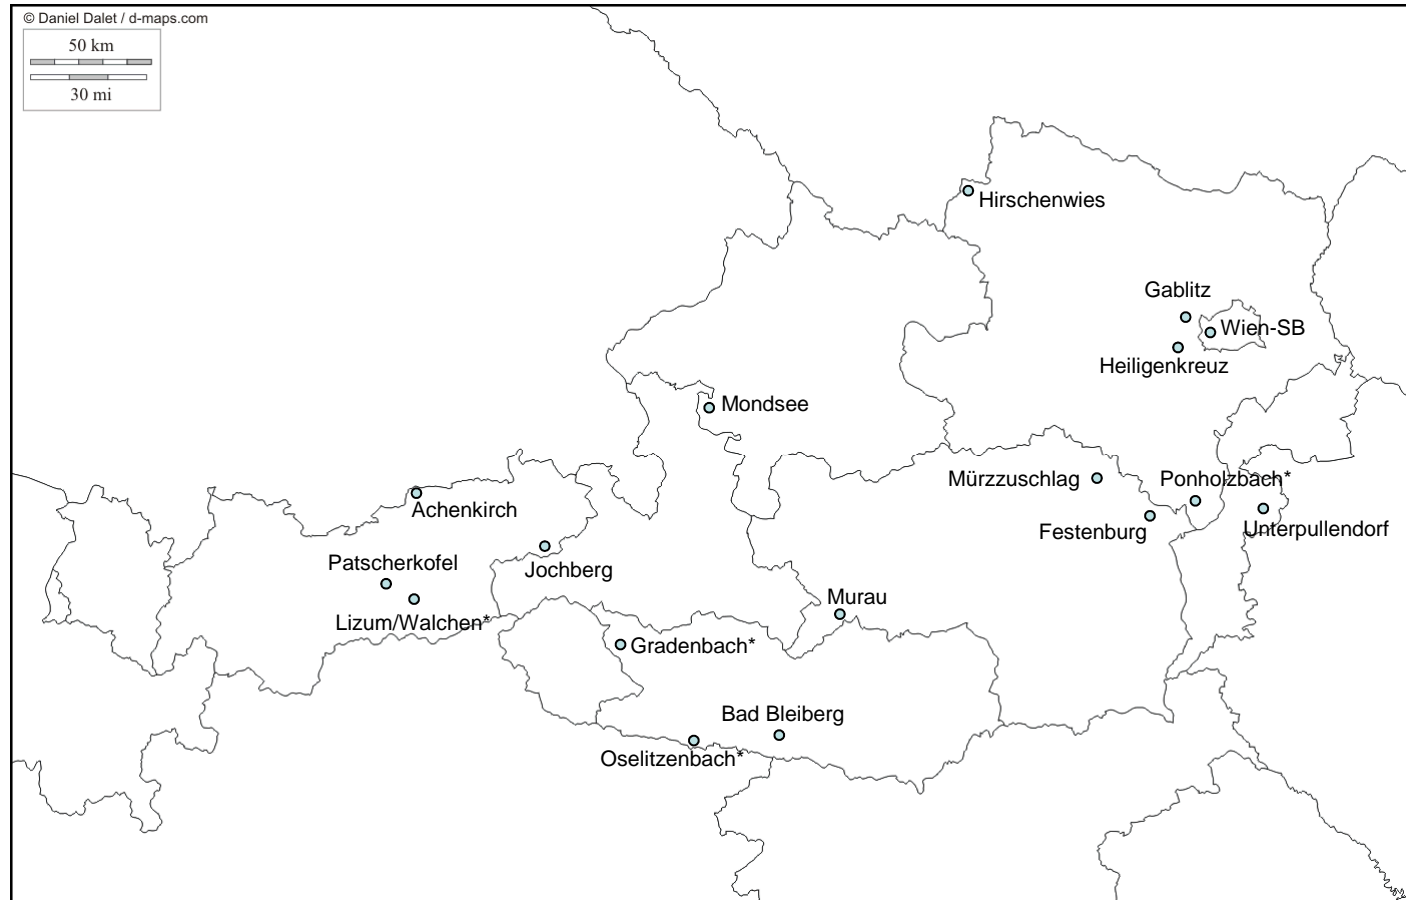 © Daniel Dalet / d-maps.com
50 km
30 mi
Hirschenwies
Gablitz
Wien-SB
Heiligenkreuz
Mondsee
Mürzzuschlag
Ponholzbach*
Achenkirch
Festenburg
Unterpullendorf
Patscherkofel
Jochberg
Lizum/Walchen*
Murau
Gradenbach*
Bad Bleiberg
Oselitzenbach*